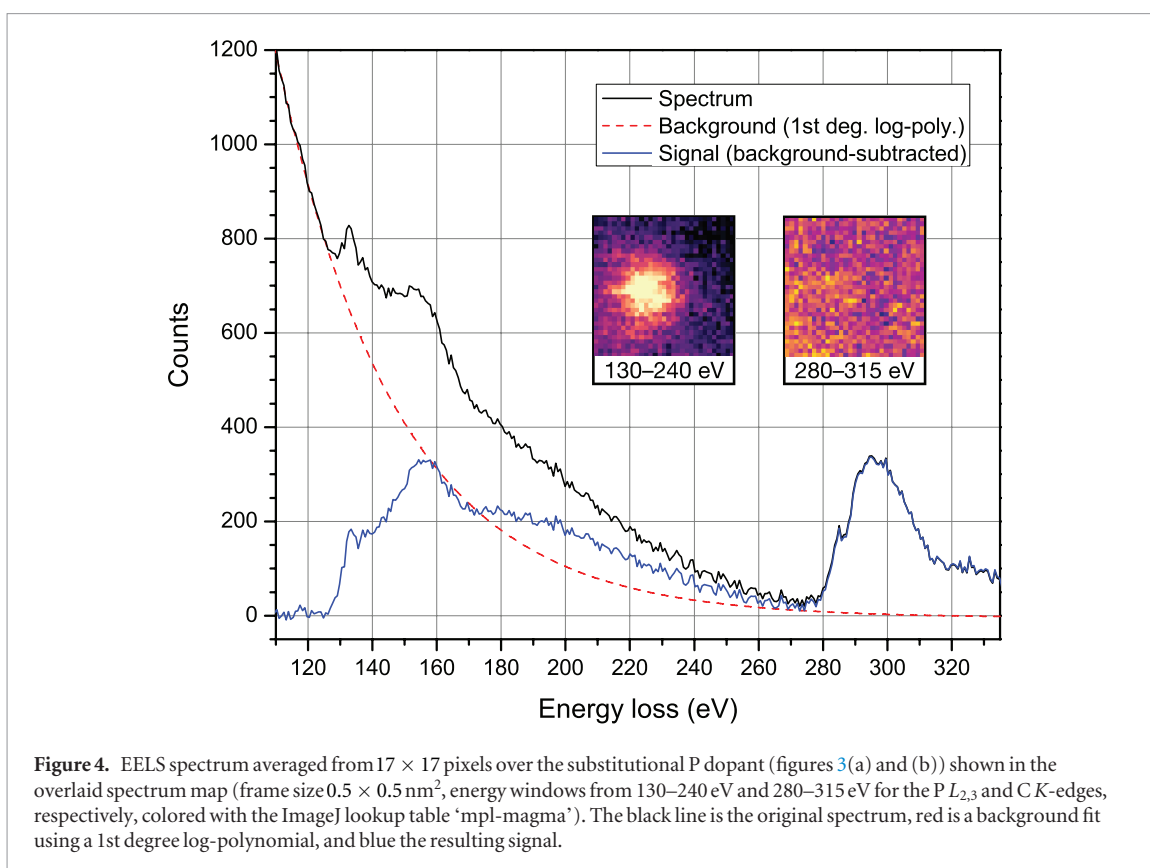 1200
1000
800
600
400
200
0
Counts
Spectrum
Background (1st deg. log-poly.)
Signal (background-subtracted)
130–240 eV
280–315 eV
120 140 160 180 200 220 240 260 280 300 320
Energy loss (eV)
Figure 4. EELS spectrum averaged from 17 × 17 pixels over the substitutional P dopant (figures 3(a) and (b)) shown in the
overlaid spectrum map (frame size 0.5 × 0.5 nm², energy windows from 130–240 eV and 280–315 eV for the P L2,3 and C K-edges,
respectively, colored with the ImageJ lookup table ‘mpl-magma’). The black line is the original spectrum, red is a background fit
using a 1st degree log-polynomial, and blue the resulting signal.